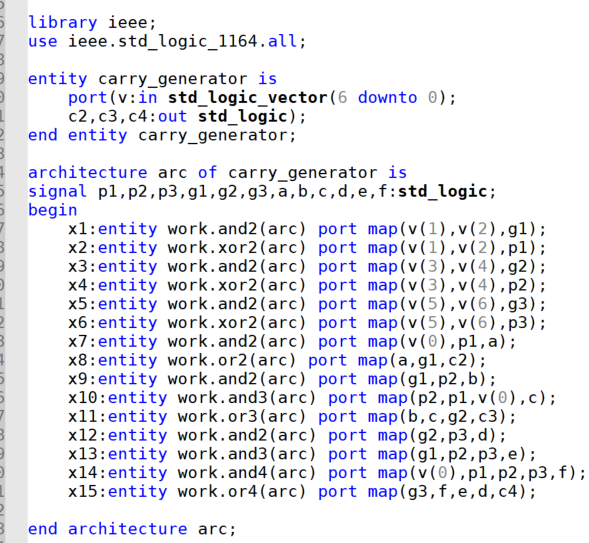 library ieee;
use ieee.std_logic_1164.all;
entity carry_generator is
port(v:in std_logic_vector(6 downto 0);
c2,c3,c4:out std_logic);
end entity carry_generator;
architecture arc of carry_generator is
signal p1,p2,p3,g1,g2,g3,a,b,c,d,e,f:std_logic;
begin
x1:entity work.and2(arc) port map(v(1),v(2),g1);
x2:entity work.xor2(arc) port map(v(1),v(2),p1);
x3:entity work.and2(arc) port map(v(3),v(4),g2);
x4:entity work.xor2(arc) port map(v(3),v(4),p2);
x5:entity work.and2(arc) port map(v(5),v(6),g3);
x6:entity work.xor2(arc) port map(v(5),v(6),p3);
x7:entity work.and2(arc) port map(v(0),p1,a);
x8:entity work.or2(arc) port map(a,g1,c2);
x9:entity work.and2(arc) port map(g1,p2,b);
x10:entity work.and3(arc) port map(p2,p1,v(0),c);
x11:entity work.or3(arc) port map(b,c,g2,c3);
x12:entity work.and2(arc) port map(g2,p3,d);
x13:entity work.and3(arc) port map(g1,p2,p3,e);
x14:entity work.and4(arc) port map(v(0),p1,p2,p3,f);
x15:entity work.or4(arc) port map(g3,f,e,d,c4);
end architecture arc;